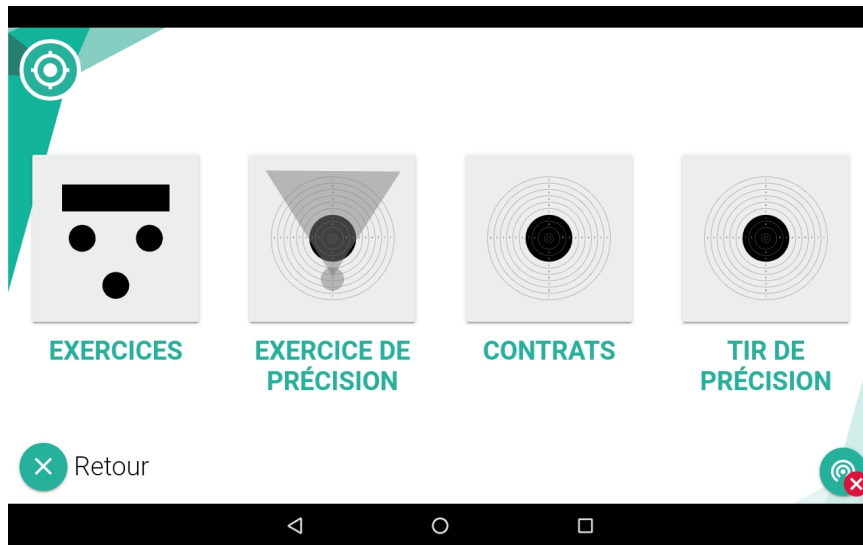 EXERCICES
EXERCICE DE
PRÉCISION
CONTRATS
TIR DE
PRÉCISION
Retour